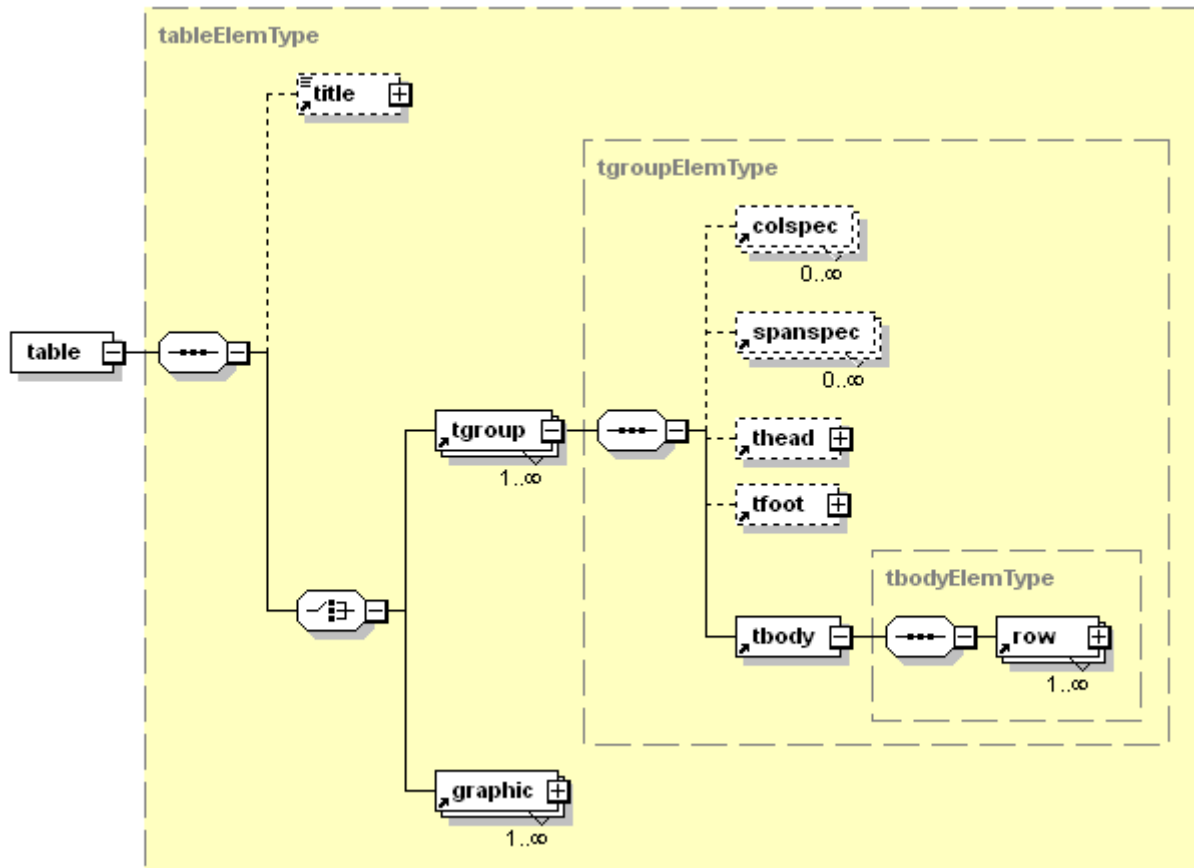 tableElemType
title
tgroupElemType
colspec
0..∞
spanspec
0..∞
table
tgroup
1..∞
thead
tfoot
tbodyElemType
tbody
row
1..∞
graphic
1..∞